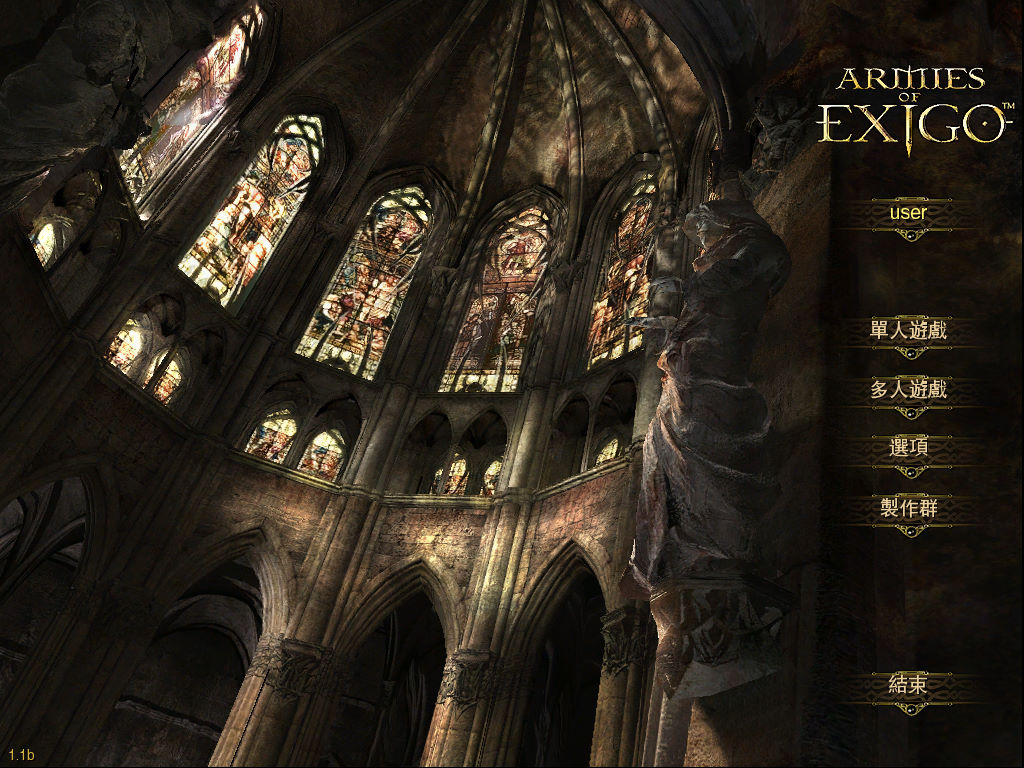 ARMIES
OF
EXIGO™
user
單人遊戲
多人遊戲
選項
製作群
結束
1.1b